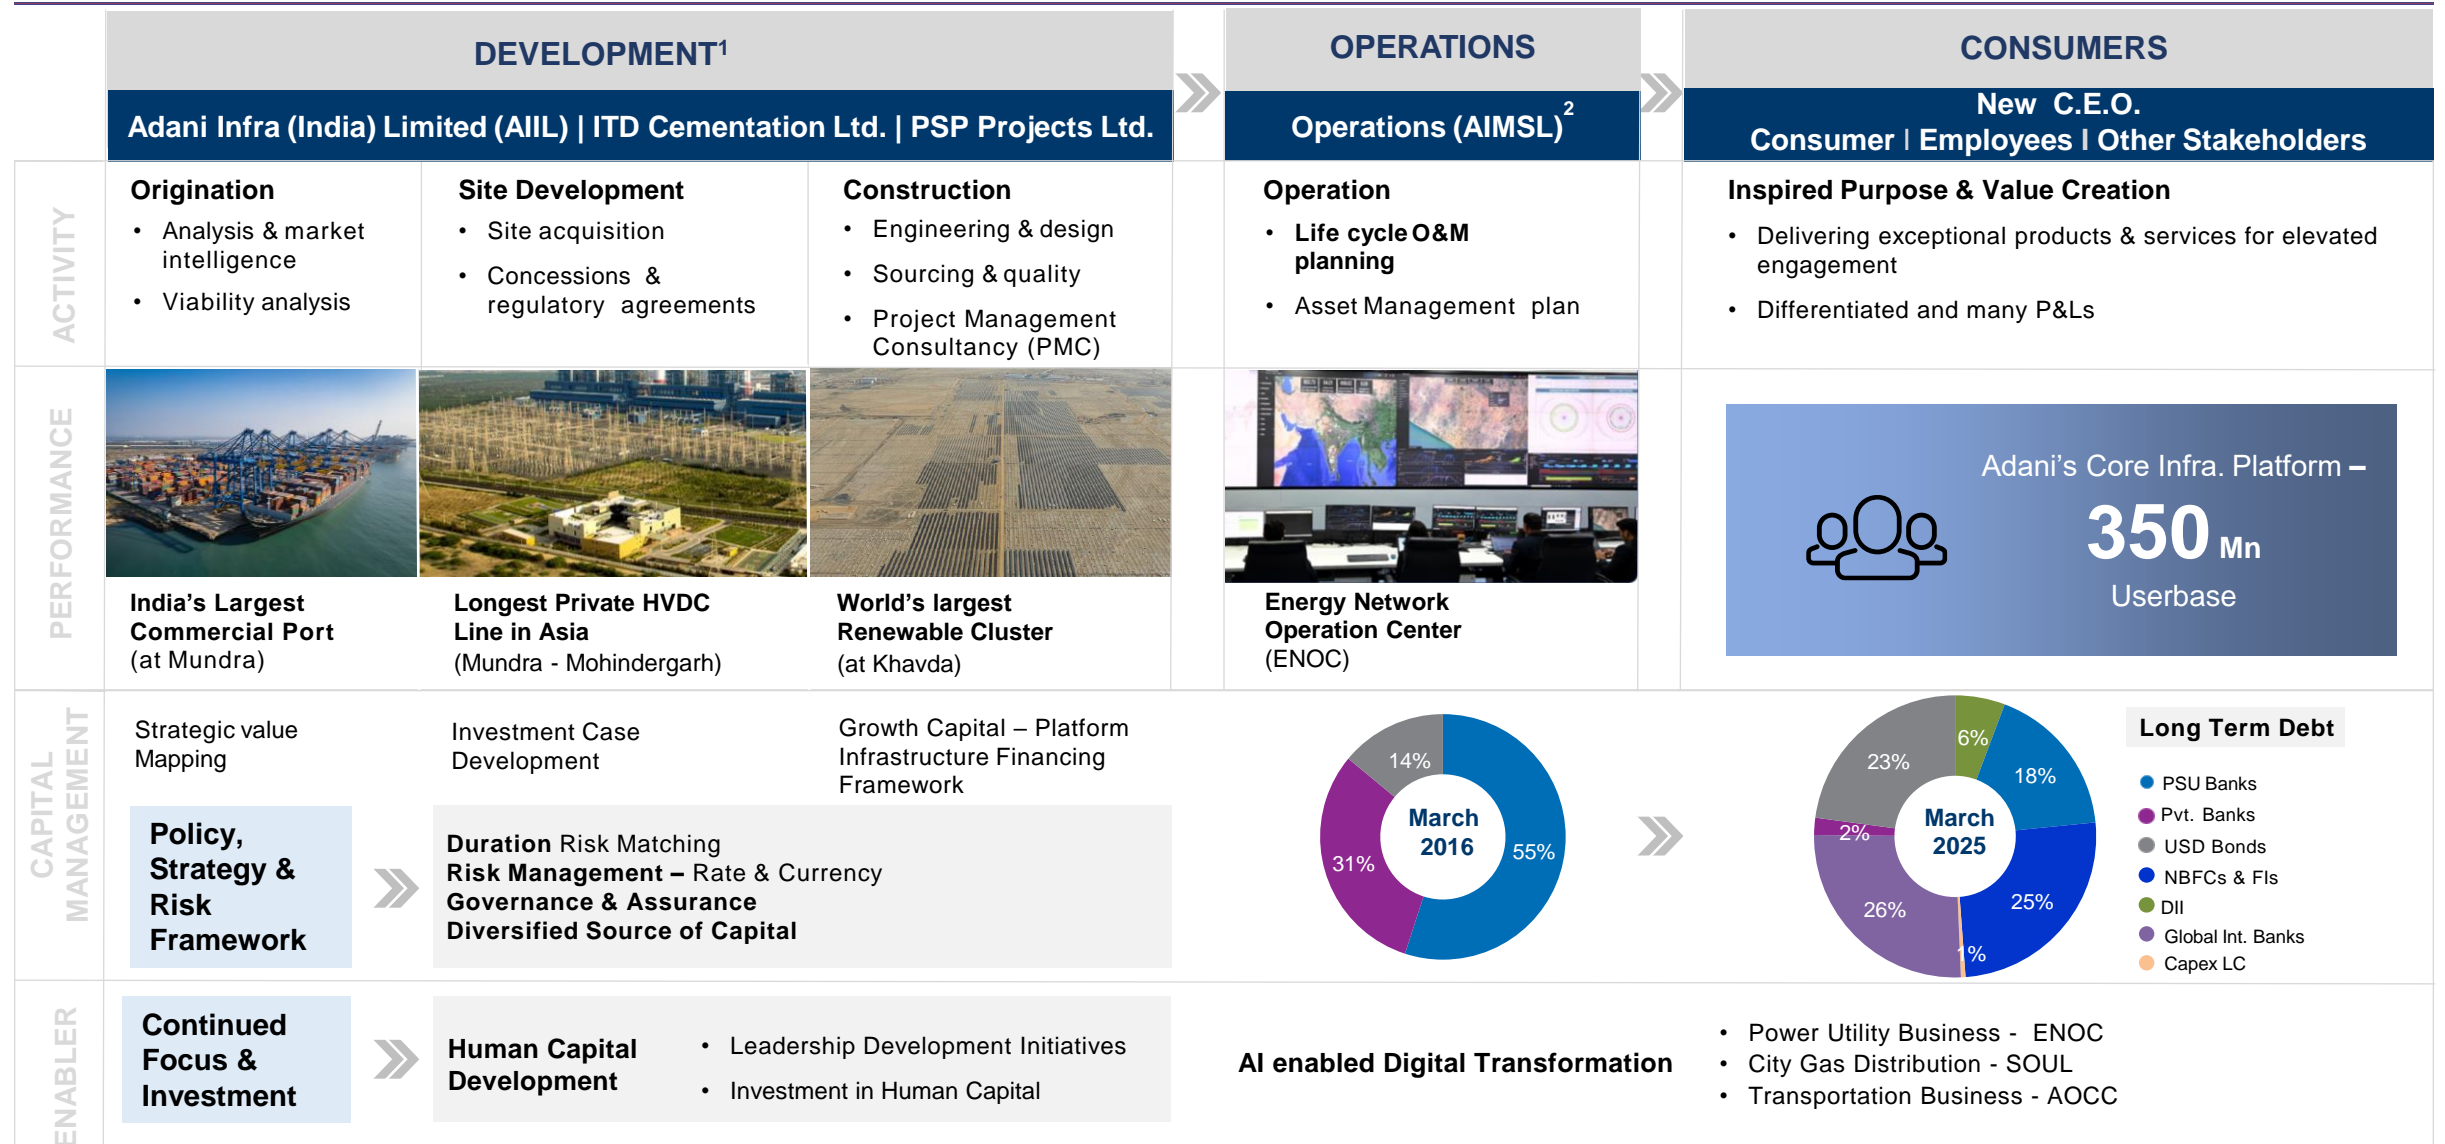 DEVELOPMENT¹
OPERATIONS
CONSUMERS
Adani Infra (India) Limited (AIIL) | ITD Cementation Ltd. | PSP Projects Ltd.
Operations (AIMSL)²
New C.E.O.
Consumer | Employees | Other Stakeholders
ACTIVITY
Origination
• Analysis & market
intelligence
• Viability analysis
Site Development
• Site acquisition
• Concessions &
regulatory agreements
Construction
• Engineering & design
• Sourcing & quality
• Project Management
Consultancy (PMC)
Operation
• Life cycle O&M
planning
• Asset Management plan
Inspired Purpose & Value Creation
• Delivering exceptional products & services for elevated
engagement
• Differentiated and many P&Ls
PERFORMANCE
India's Largest
Commercial Port
(at Mundra)
Longest Private HVDC
Line in Asia
(Mundra - Mohindergarh)
World's largest
Renewable Cluster
(at Khavda)
Energy Network
Operation Center
(ENOC)
Adani's Core Infra. Platform –
350 Mn
Userbase
CAPITAL
MANAGEMENT
Strategic value
Mapping
Investment Case
Development
Growth Capital – Platform
Infrastructure Financing
Framework
Policy,
Strategy &
Risk
Framework
Duration Risk Matching
Risk Management – Rate & Currency
Governance & Assurance
Diversified Source of Capital
March
2016
14%
55%
31%
March
2025
6%
18%
25%
1%
26%
2%
23%
Long Term Debt
PSU Banks
Pvt. Banks
USD Bonds
NBFCs & FIs
DII
Global Int. Banks
Capex LC
ENABLER
Continued
Focus &
Investment
Human Capital
Development
• Leadership Development Initiatives
• Investment in Human Capital
AI enabled Digital Transformation
• Power Utility Business - ENOC
• City Gas Distribution - SOUL
• Transportation Business - AOCC